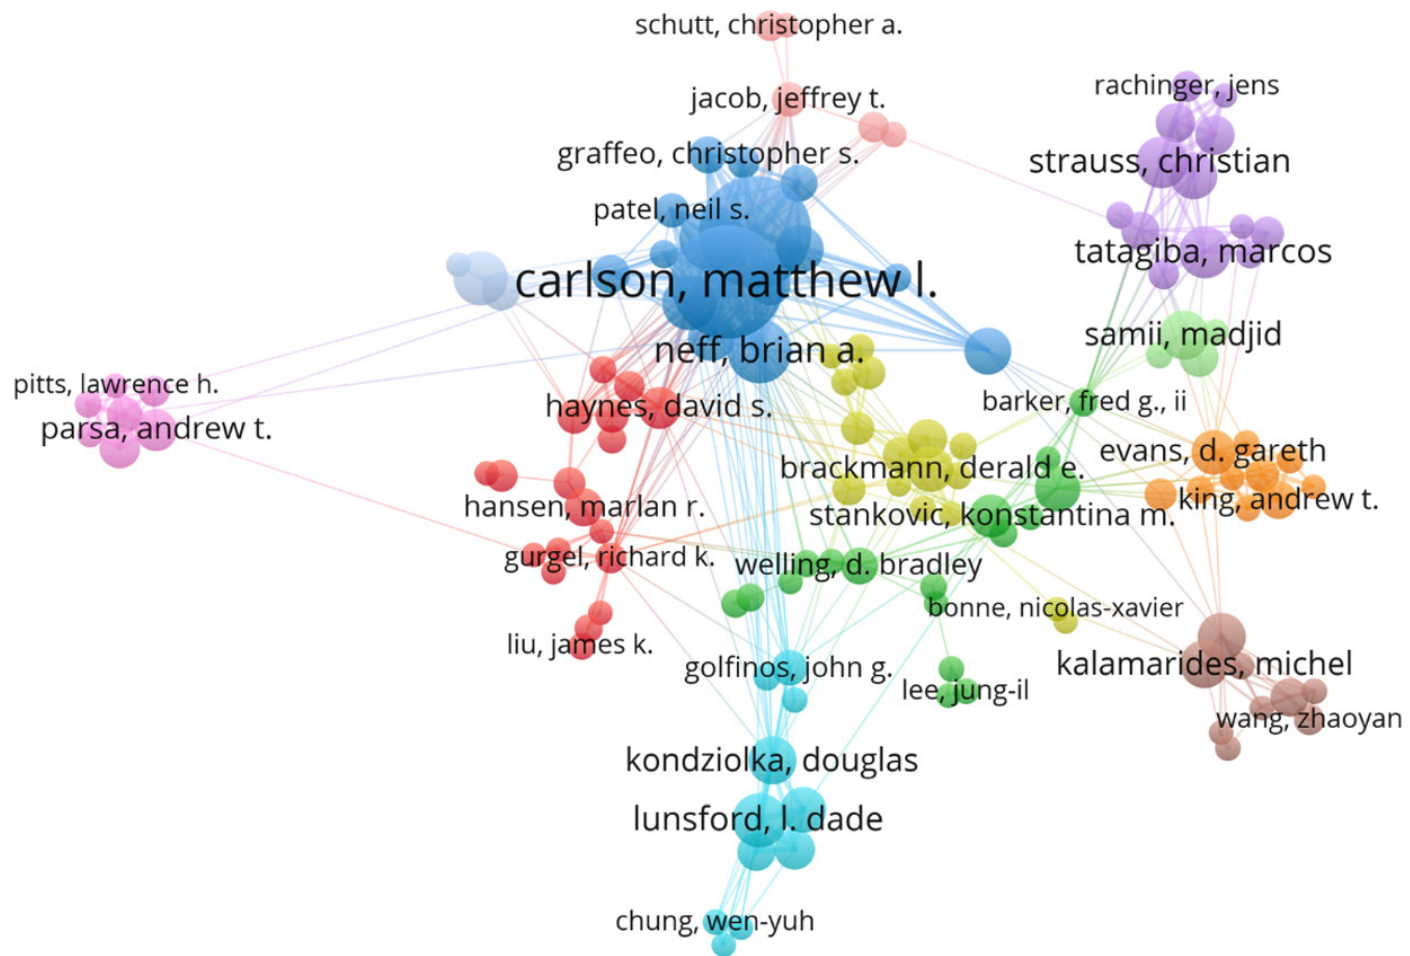 schutt, christopher a.
rachinger, jens
jacob, jeffrey t.
graffeo, christopher s.
strauss, christian
patel, neil s.
tatagiba, marcos
carlson, matthew l.
samii, madjid
neff, brian a.
pitts, lawrence h.
barker, fred g., ii
haynes, david s.
parsa, andrew t.
evans, d. gareth
brackmann, derald e.
king, andrew t.
hansen, marlan r.
stankovic, konstantina m.
gurgel, richard k.
welling, d. bradley
bonne, nicolas-xavier
liu, james k.
kalamarides, michel
golfinos, john g.
lee, jung-il
wang, zhaoyan
kondziolka, douglas
lunsford, l. dade
chung, wen-yuh